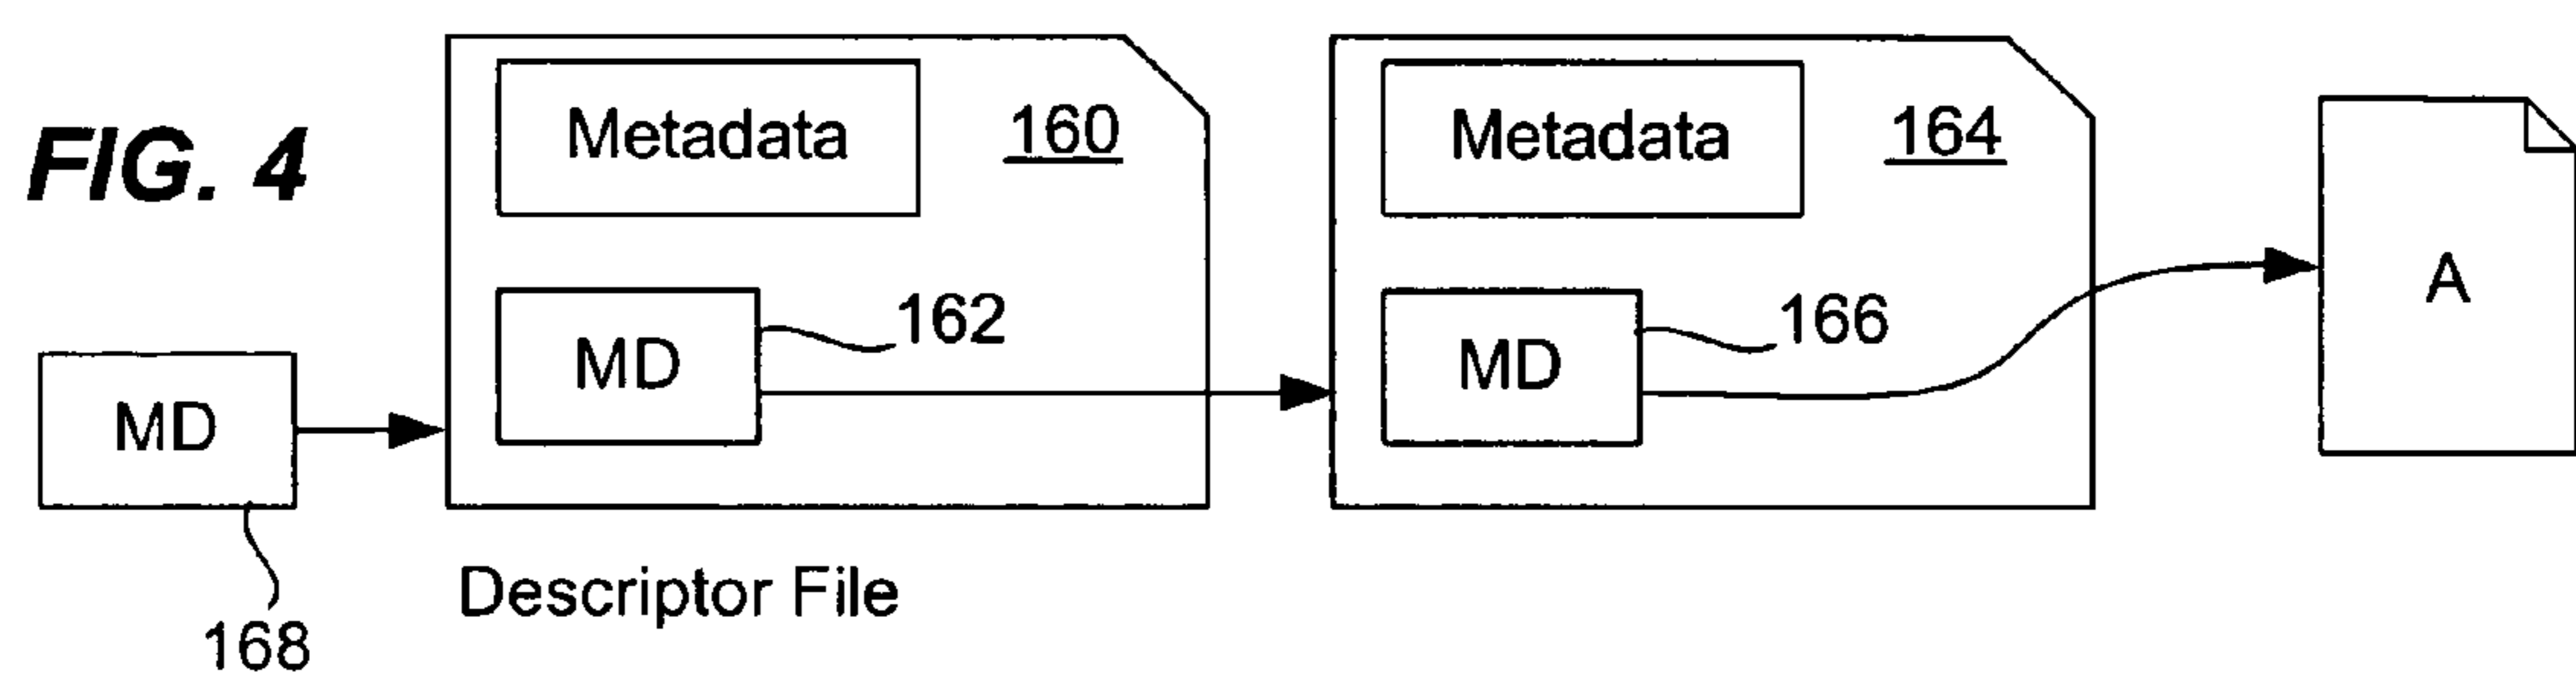 FIG. 4
Metadata 160
Metadata 164
A
MD 162
MD 166
MD
168
Descriptor File